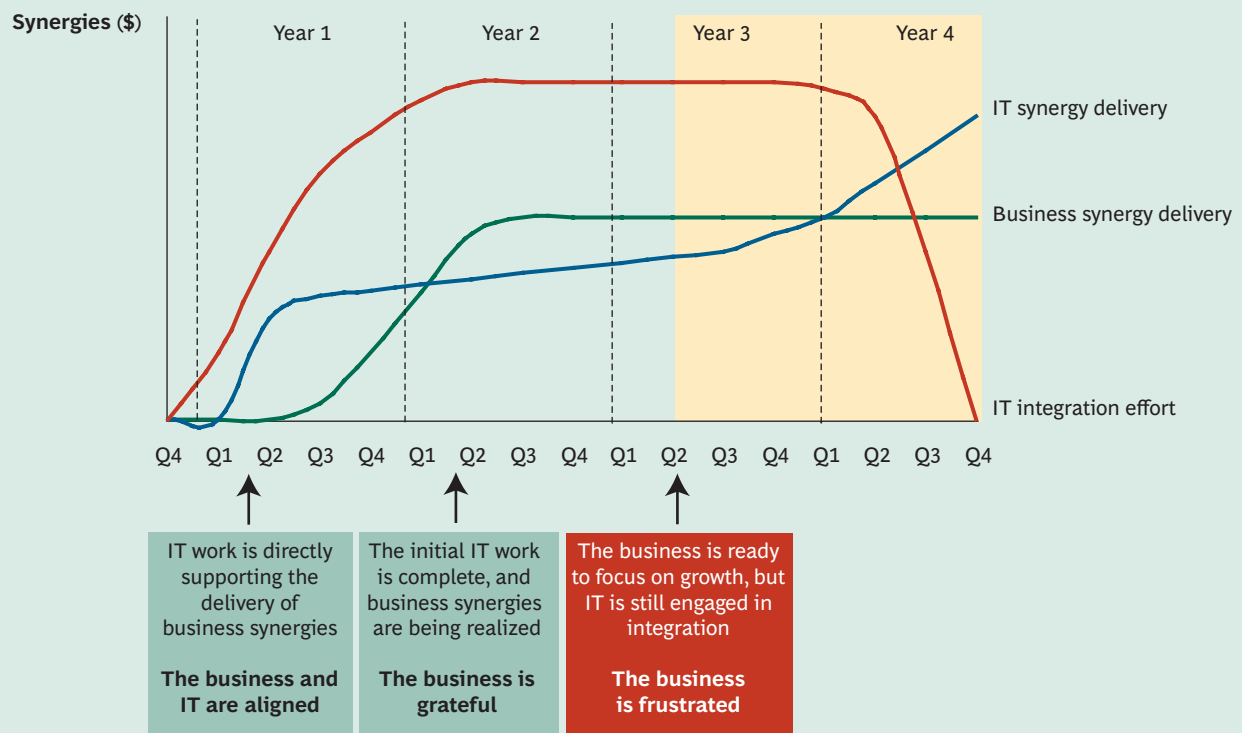 Synergies ($)
Year 1
Year 2
Year 3
Year 4
IT synergy delivery
Business synergy delivery
IT integration effort
Q4 Q1 Q2 Q3 Q4 Q1 Q2 Q3 Q4 Q1 Q2 Q3 Q4 Q1 Q2 Q3 Q4
IT work is directly
supporting the
delivery of
business synergies
The business and
IT are aligned
The initial IT work
is complete, and
business synergies
are being realized
The business is
grateful
The business is ready
to focus on growth, but
IT is still engaged in
integration
The business
is frustrated